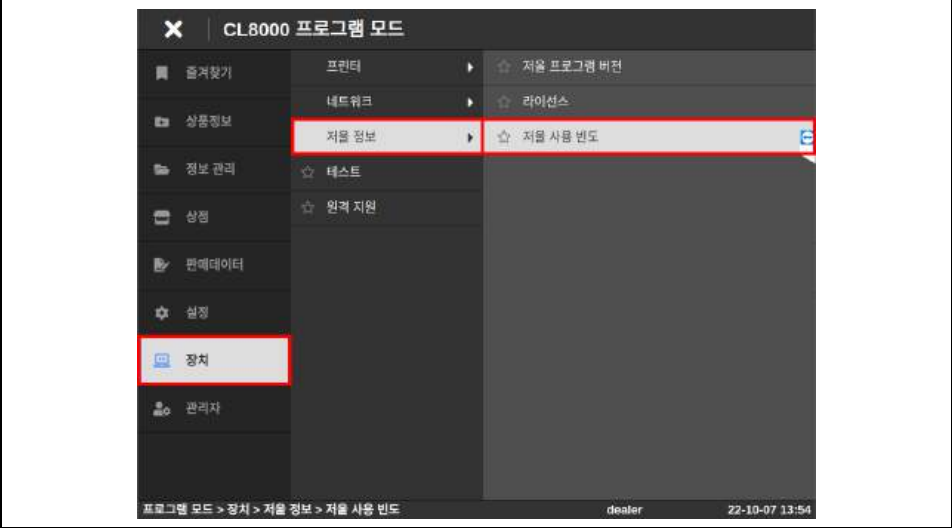 CL8000 프로그램 모드
즐겨찾기
상품정보
정보 관리
상점
판매데이터
설정
장치
관리자
프린터
네트워크
저울 정보
테스트
원격 지원
저울 프로그램 버전
라이선스
저울 사용 빈도
프로그램 모드 > 장치 > 저울 정보 > 저울 사용 빈도
dealer
22-10-07 13:54